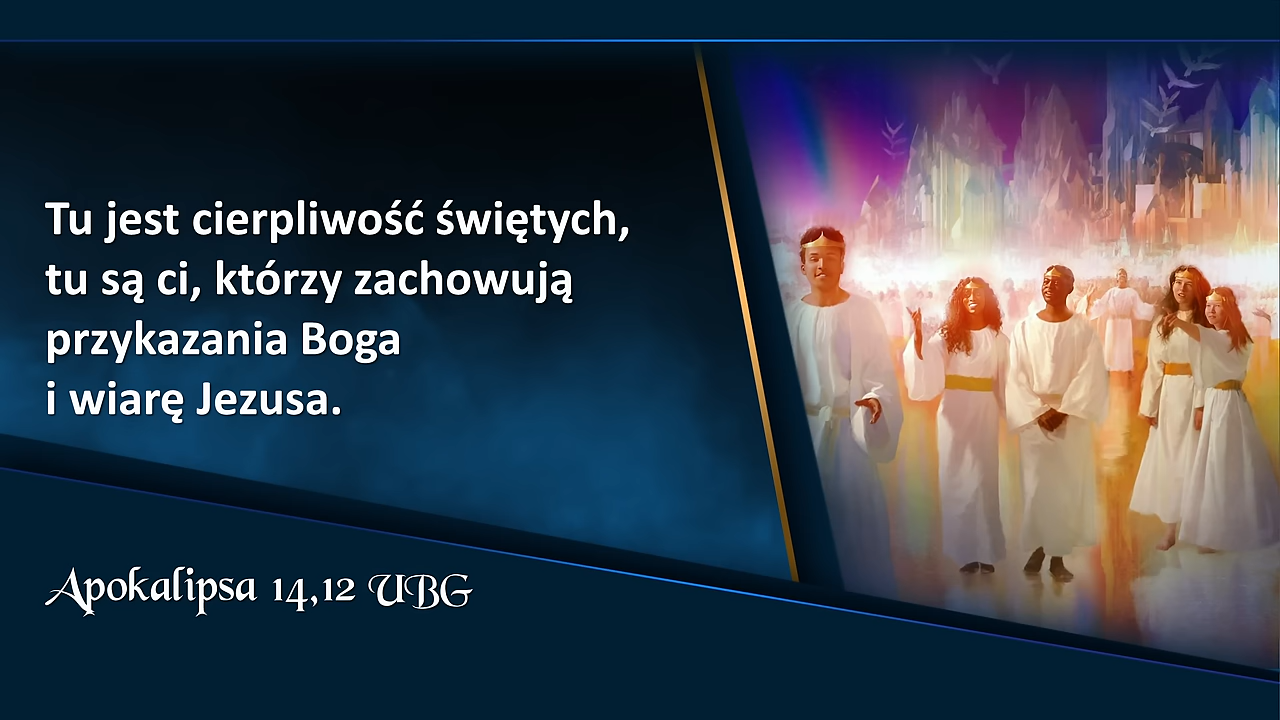 Tu jest cierpliwość świętych,
tu są ci, którzy zachowują
przykazania Boga
i wiarę Jezusa.
Apokalipsa 14,12 UBG